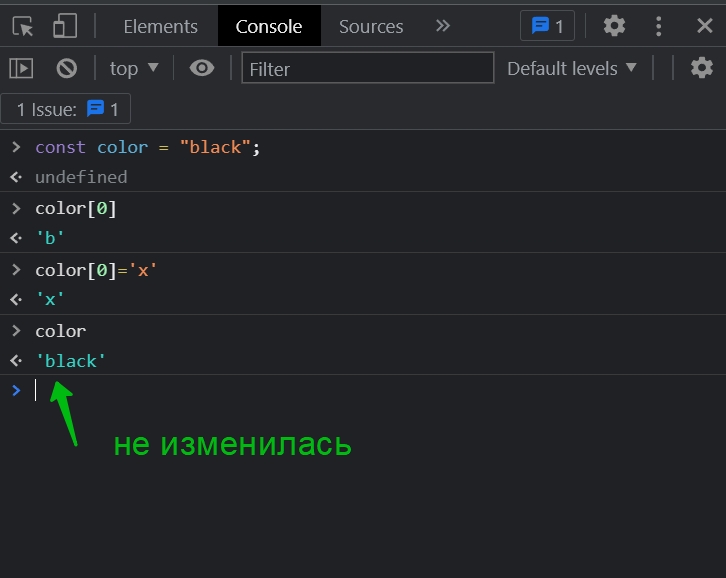 Elements Console Sources 1
top Filter Default levels
1 Issue: 1
const color = "black";
undefined
color[0]
'b'
color[0]='x'
'x'
color
'black'
не изменилась